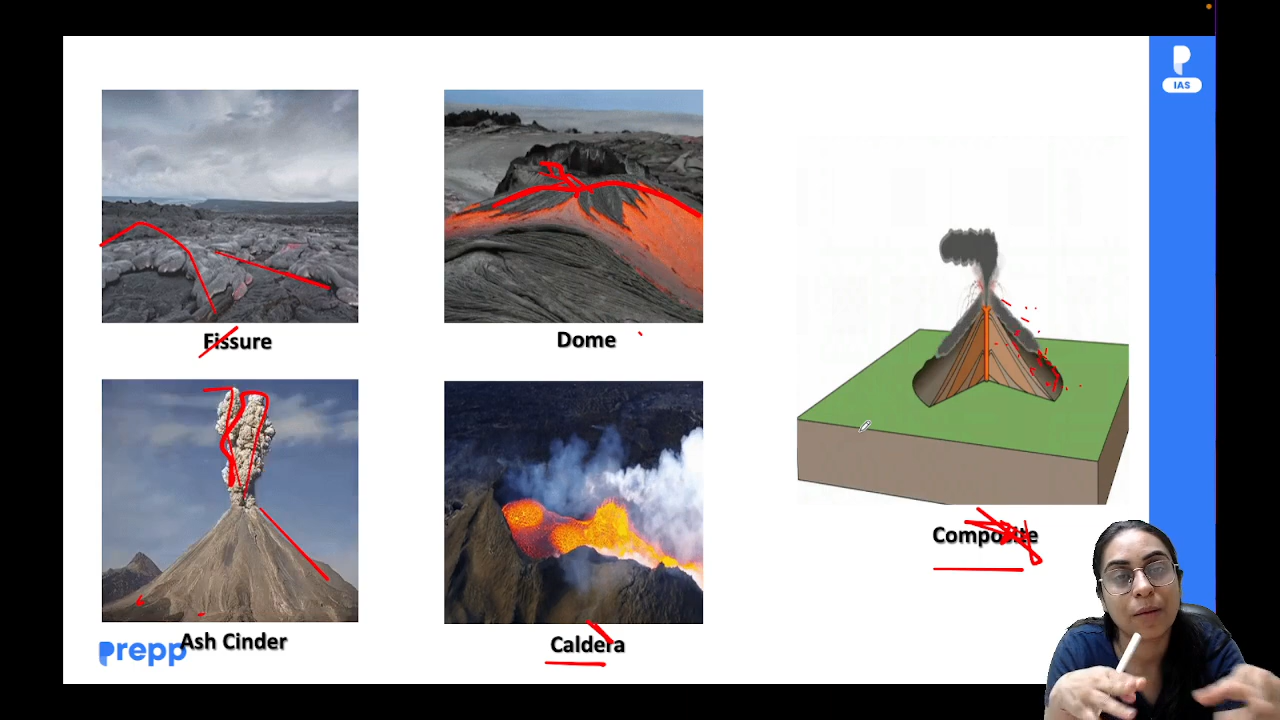 IAS
Fissure
Dome
Ash Cinder
Caldera
Composite
prepp